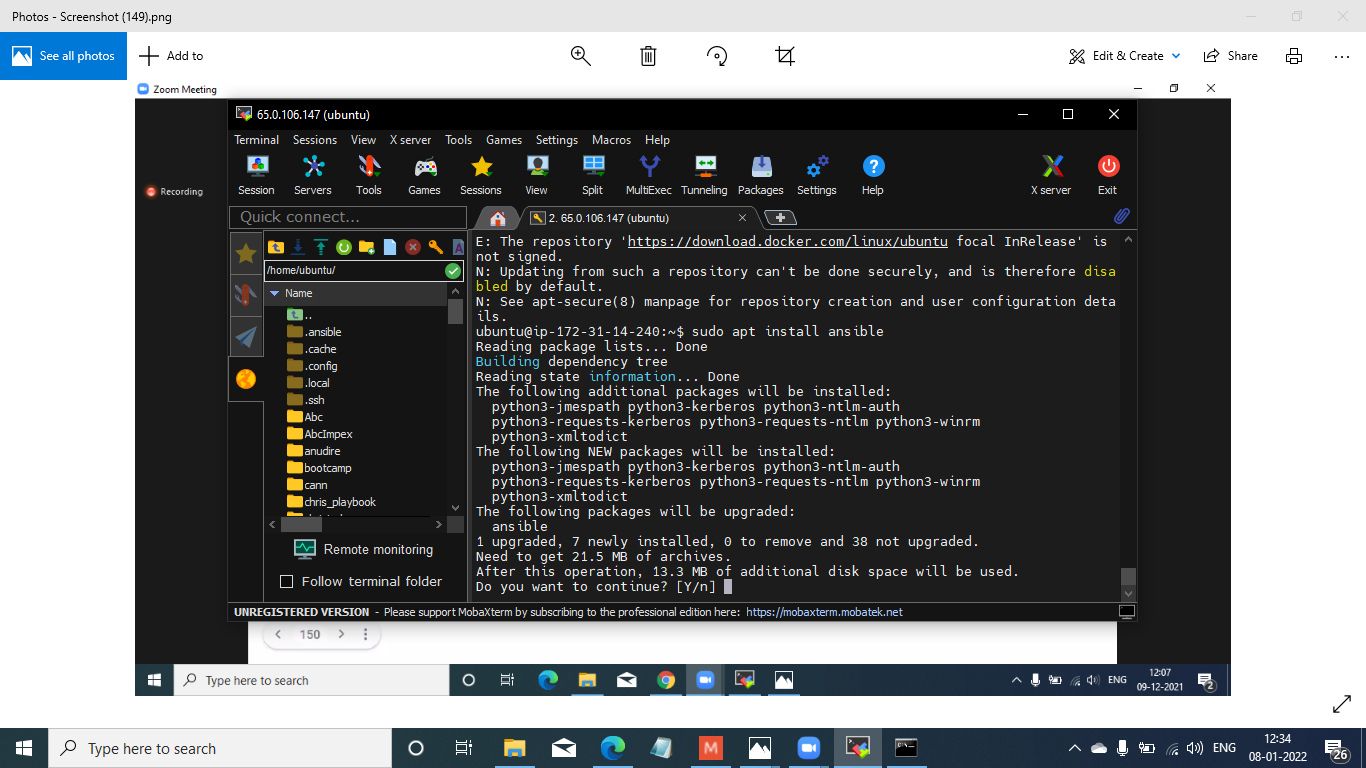 Photos - Screenshot (149).png
See all photos
Add to
Edit & Create
Share
Zoom Meeting
65.0.106.147 (ubuntu)
Terminal Sessions View X server Tools Games Settings Macros Help
Session Servers Tools Games Sessions View Split MultiExec Tunneling Packages Settings Help X server Exit
Recording
Quick connect...
2. 65.0.106.147 (ubuntu)
/home/ubuntu/
Name
..
.ansible
.cache
.config
.local
.ssh
Abc
AbcImpex
anudire
bootcamp
cann
chris_playbook
Remote monitoring
Follow terminal folder
E: The repository 'https://download.docker.com/linux/ubuntu focal InRelease' is
not signed.
N: Updating from such a repository can't be done securely, and is therefore disa
bled by default.
N: See apt-secure(8) manpage for repository creation and user configuration deta
ils.
ubuntu@ip-172-31-14-240:~$ sudo apt install ansible
Reading package lists... Done
Building dependency tree
Reading state information... Done
The following additional packages will be installed:
python3-jmespath python3-kerberos python3-ntlm-auth
python3-requests-kerberos python3-requests-ntlm python3-winrm
python3-xmltodict
The following NEW packages will be installed:
python3-jmespath python3-kerberos python3-ntlm-auth
python3-requests-kerberos python3-requests-ntlm python3-winrm
python3-xmltodict
The following packages will be upgraded:
ansible
1 upgraded, 7 newly installed, 0 to remove and 38 not upgraded.
Need to get 21.5 MB of archives.
After this operation, 13.3 MB of additional disk space will be used.
Do you want to continue? [Y/n]
UNREGISTERED VERSION - Please support MobaXterm by subscribing to the professional edition here: https://mobaxterm.mobatek.net
150
Type here to search
ENG
12:07
09-12-2021
2
Type here to search
ENG
12:34
08-01-2022
26